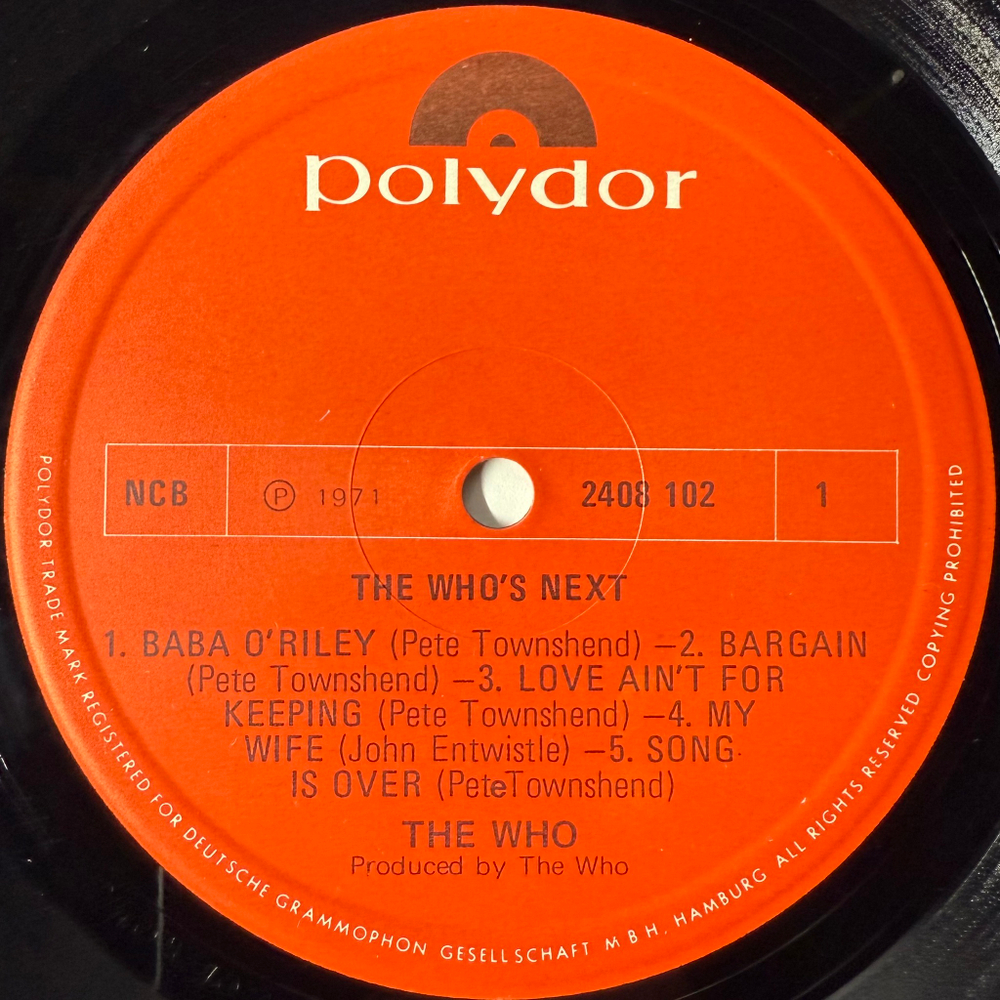 polydor
NCB ℗ 1971 2408 102 1
THE WHO'S NEXT
1. BABA O'RILEY (Pete Townshend) –2. BARGAIN
(Pete Townshend) –3. LOVE AIN'T FOR
KEEPING (Pete Townshend) –4. MY
WIFE (John Entwistle) –5. SONG
IS OVER (PeteTownshend)
THE WHO
Produced by The Who
POLYDOR·TRADE MARK REGISTERED FOR DEUTSCHE GRAMMOPHON GESELLSCHAFT MBH, HAMBURG ALL RIGHTS RESERVED COPYING PROHIBITED